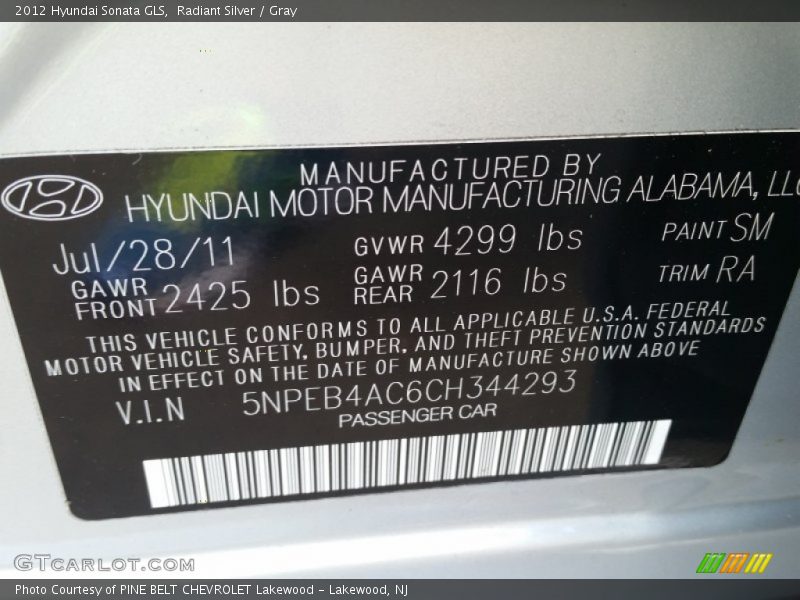 2012 Hyundai Sonata GLS, Radiant Silver / Gray
MANUFACTURED BY
HYUNDAI MOTOR MANUFACTURING ALABAMA, LLC
Jul/28/11 GVWR 4299 lbs PAINT SM
GAWR FRONT 2425 lbs GAWR REAR 2116 lbs TRIM RA
THIS VEHICLE CONFORMS TO ALL APPLICABLE U.S.A. FEDERAL
MOTOR VEHICLE SAFETY, BUMPER, AND THEFT PREVENTION STANDARDS
IN EFFECT ON THE DATE OF MANUFACTURE SHOWN ABOVE
V.I.N 5NPEB4AC6CH344293
PASSENGER CAR
GTCARLOT.COM
Photo Courtesy of PINE BELT CHEVROLET Lakewood - Lakewood, NJ